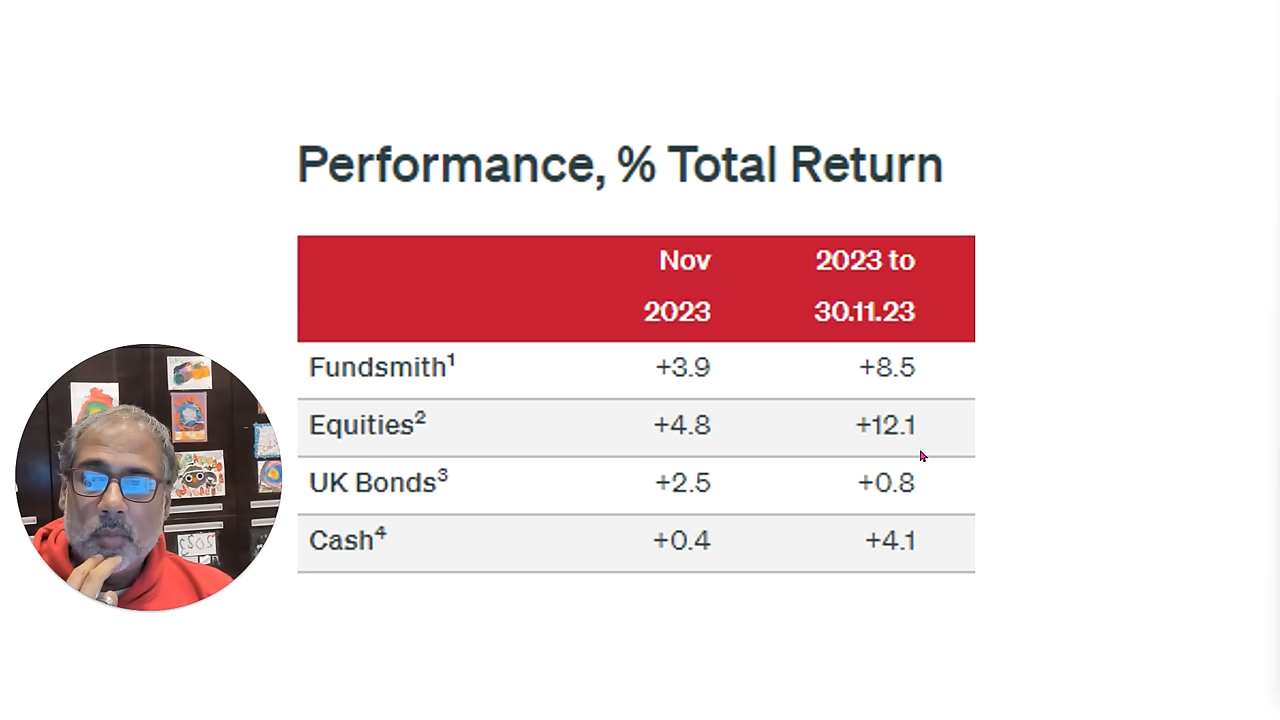 Performance, % Total Return
Nov 2023 to
2023 30.11.23
Fundsmith¹ +3.9 +8.5
Equities² +4.8 +12.1
UK Bonds³ +2.5 +0.8
Cash⁴ +0.4 +4.1